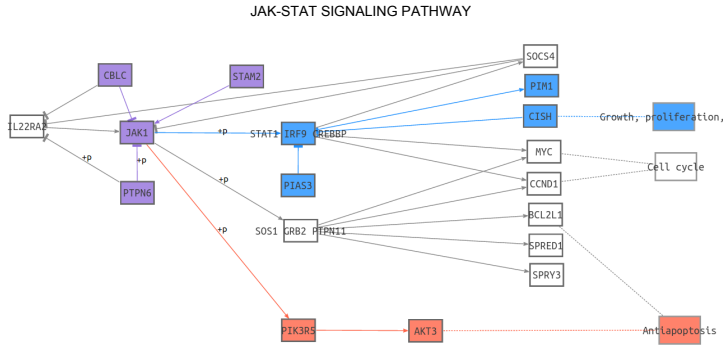 JAK-STAT SIGNALING PATHWAY
SOCS4
CBLC
STAM2
PIM1
CISH
Growth, proliferation,
IL22RA2
JAK1
+p
STAT1 IRF9 CREBBP
MYC
+p
+p
Cell cycle
+p
PIAS3
CCND1
PTPN6
BCL2L1
SOS1 GRB2 PTPN11
+p
SPRED1
SPRY3
PIK3R5
AKT3
Antiapoptosis